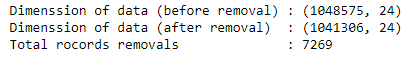 Dimenssion of data (before removal) : (1048575, 24)
Dimenssion of data (after removal)  : (1041306, 24)
Total rocords removals              : 7269